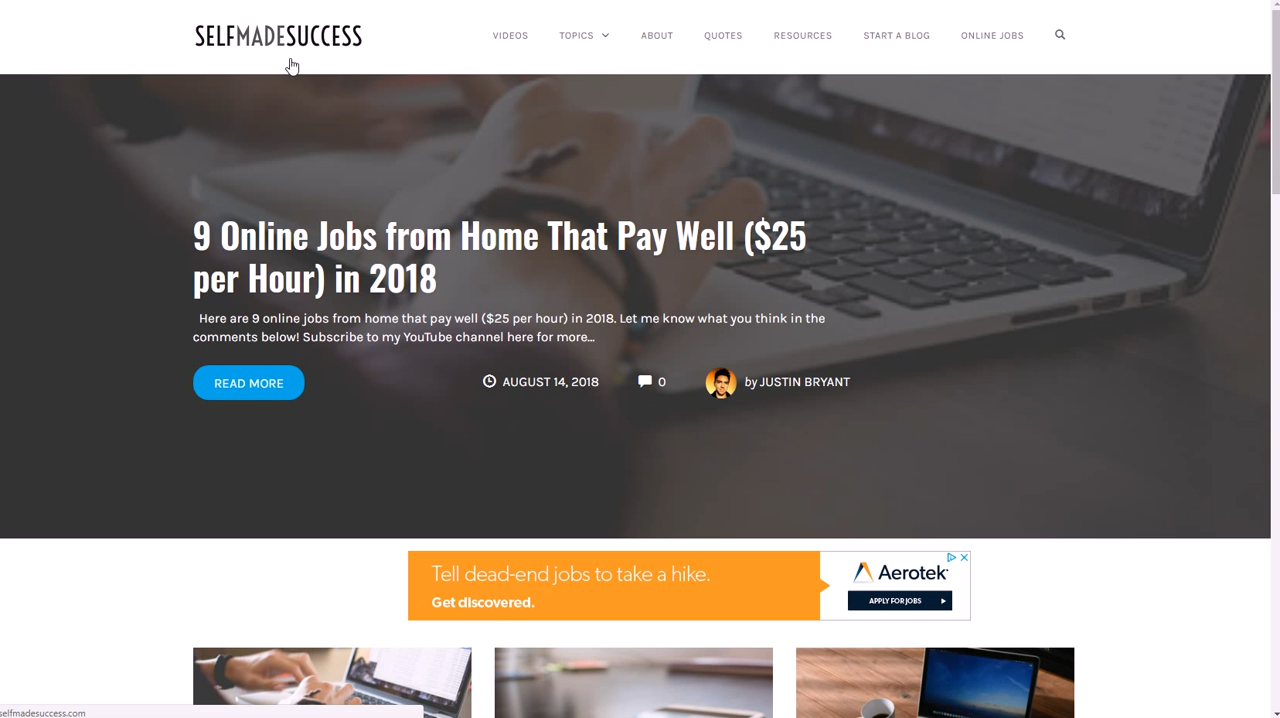 SELFMADESUCCESS
VIDEOS TOPICS ABOUT QUOTES RESOURCES START A BLOG ONLINE JOBS
9 Online Jobs from Home That Pay Well ($25
per Hour) in 2018
Here are 9 online jobs from home that pay well ($25 per hour) in 2018. Let me know what you think in the
comments below! Subscribe to my YouTube channel here for more...
READ MORE AUGUST 14, 2018 0 by JUSTIN BRYANT
Tell dead-end jobs to take a hike.
Get discovered.
Aerotek
APPLY FOR JOBS
selfmadesuccess.com